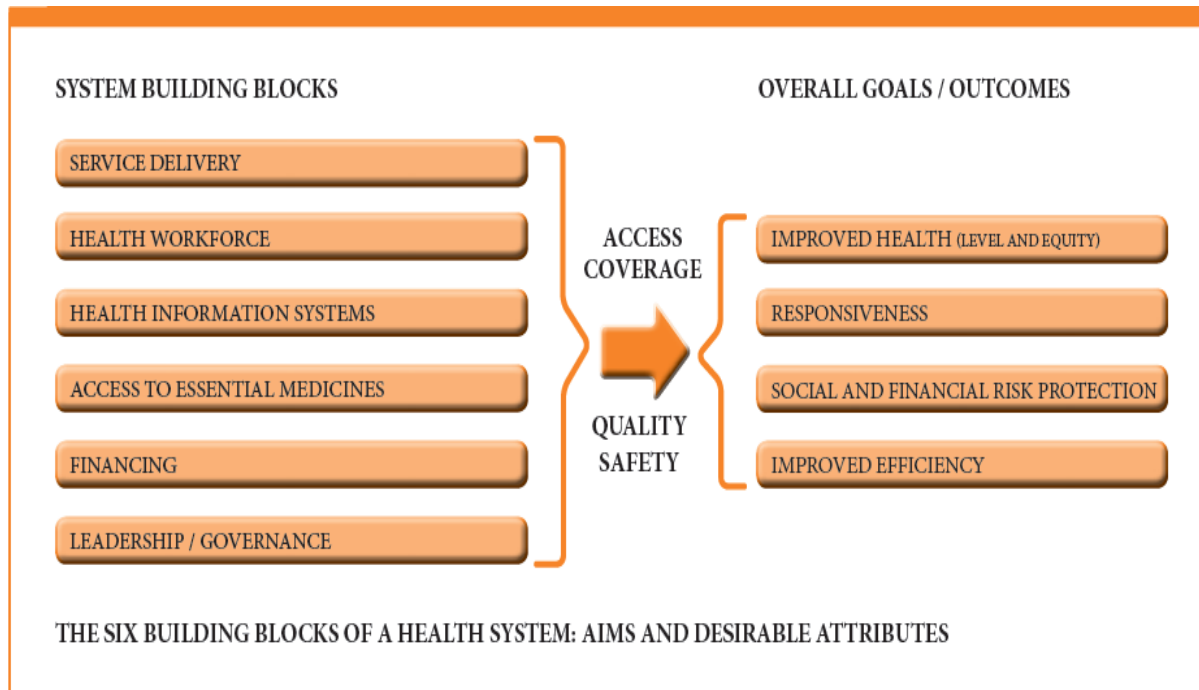 SYSTEM BUILDING BLOCKS
SERVICE DELIVERY
HEALTH WORKFORCE
HEALTH INFORMATION SYSTEMS
ACCESS TO ESSENTIAL MEDICINES
FINANCING
LEADERSHIP / GOVERNANCE
ACCESS
COVERAGE
QUALITY
SAFETY
OVERALL GOALS / OUTCOMES
IMPROVED HEALTH (LEVEL AND EQUITY)
RESPONSIVENESS
SOCIAL AND FINANCIAL RISK PROTECTION
IMPROVED EFFICIENCY
THE SIX BUILDING BLOCKS OF A HEALTH SYSTEM: AIMS AND DESIRABLE ATTRIBUTES